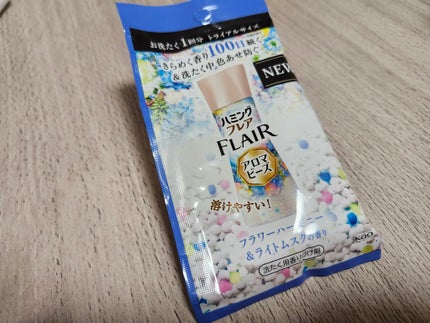 お洗たく1回分 トライアルサイズ
きらめく香り100日続く
&洗たく中、色あせ防ぐ
NEW
ハミング
フレア
FLAIR
アロマ
ビーズ
溶けやすい!
フラワーハーモニー
&ライトムスクの香り
Kao
洗たく用香りづけ剤